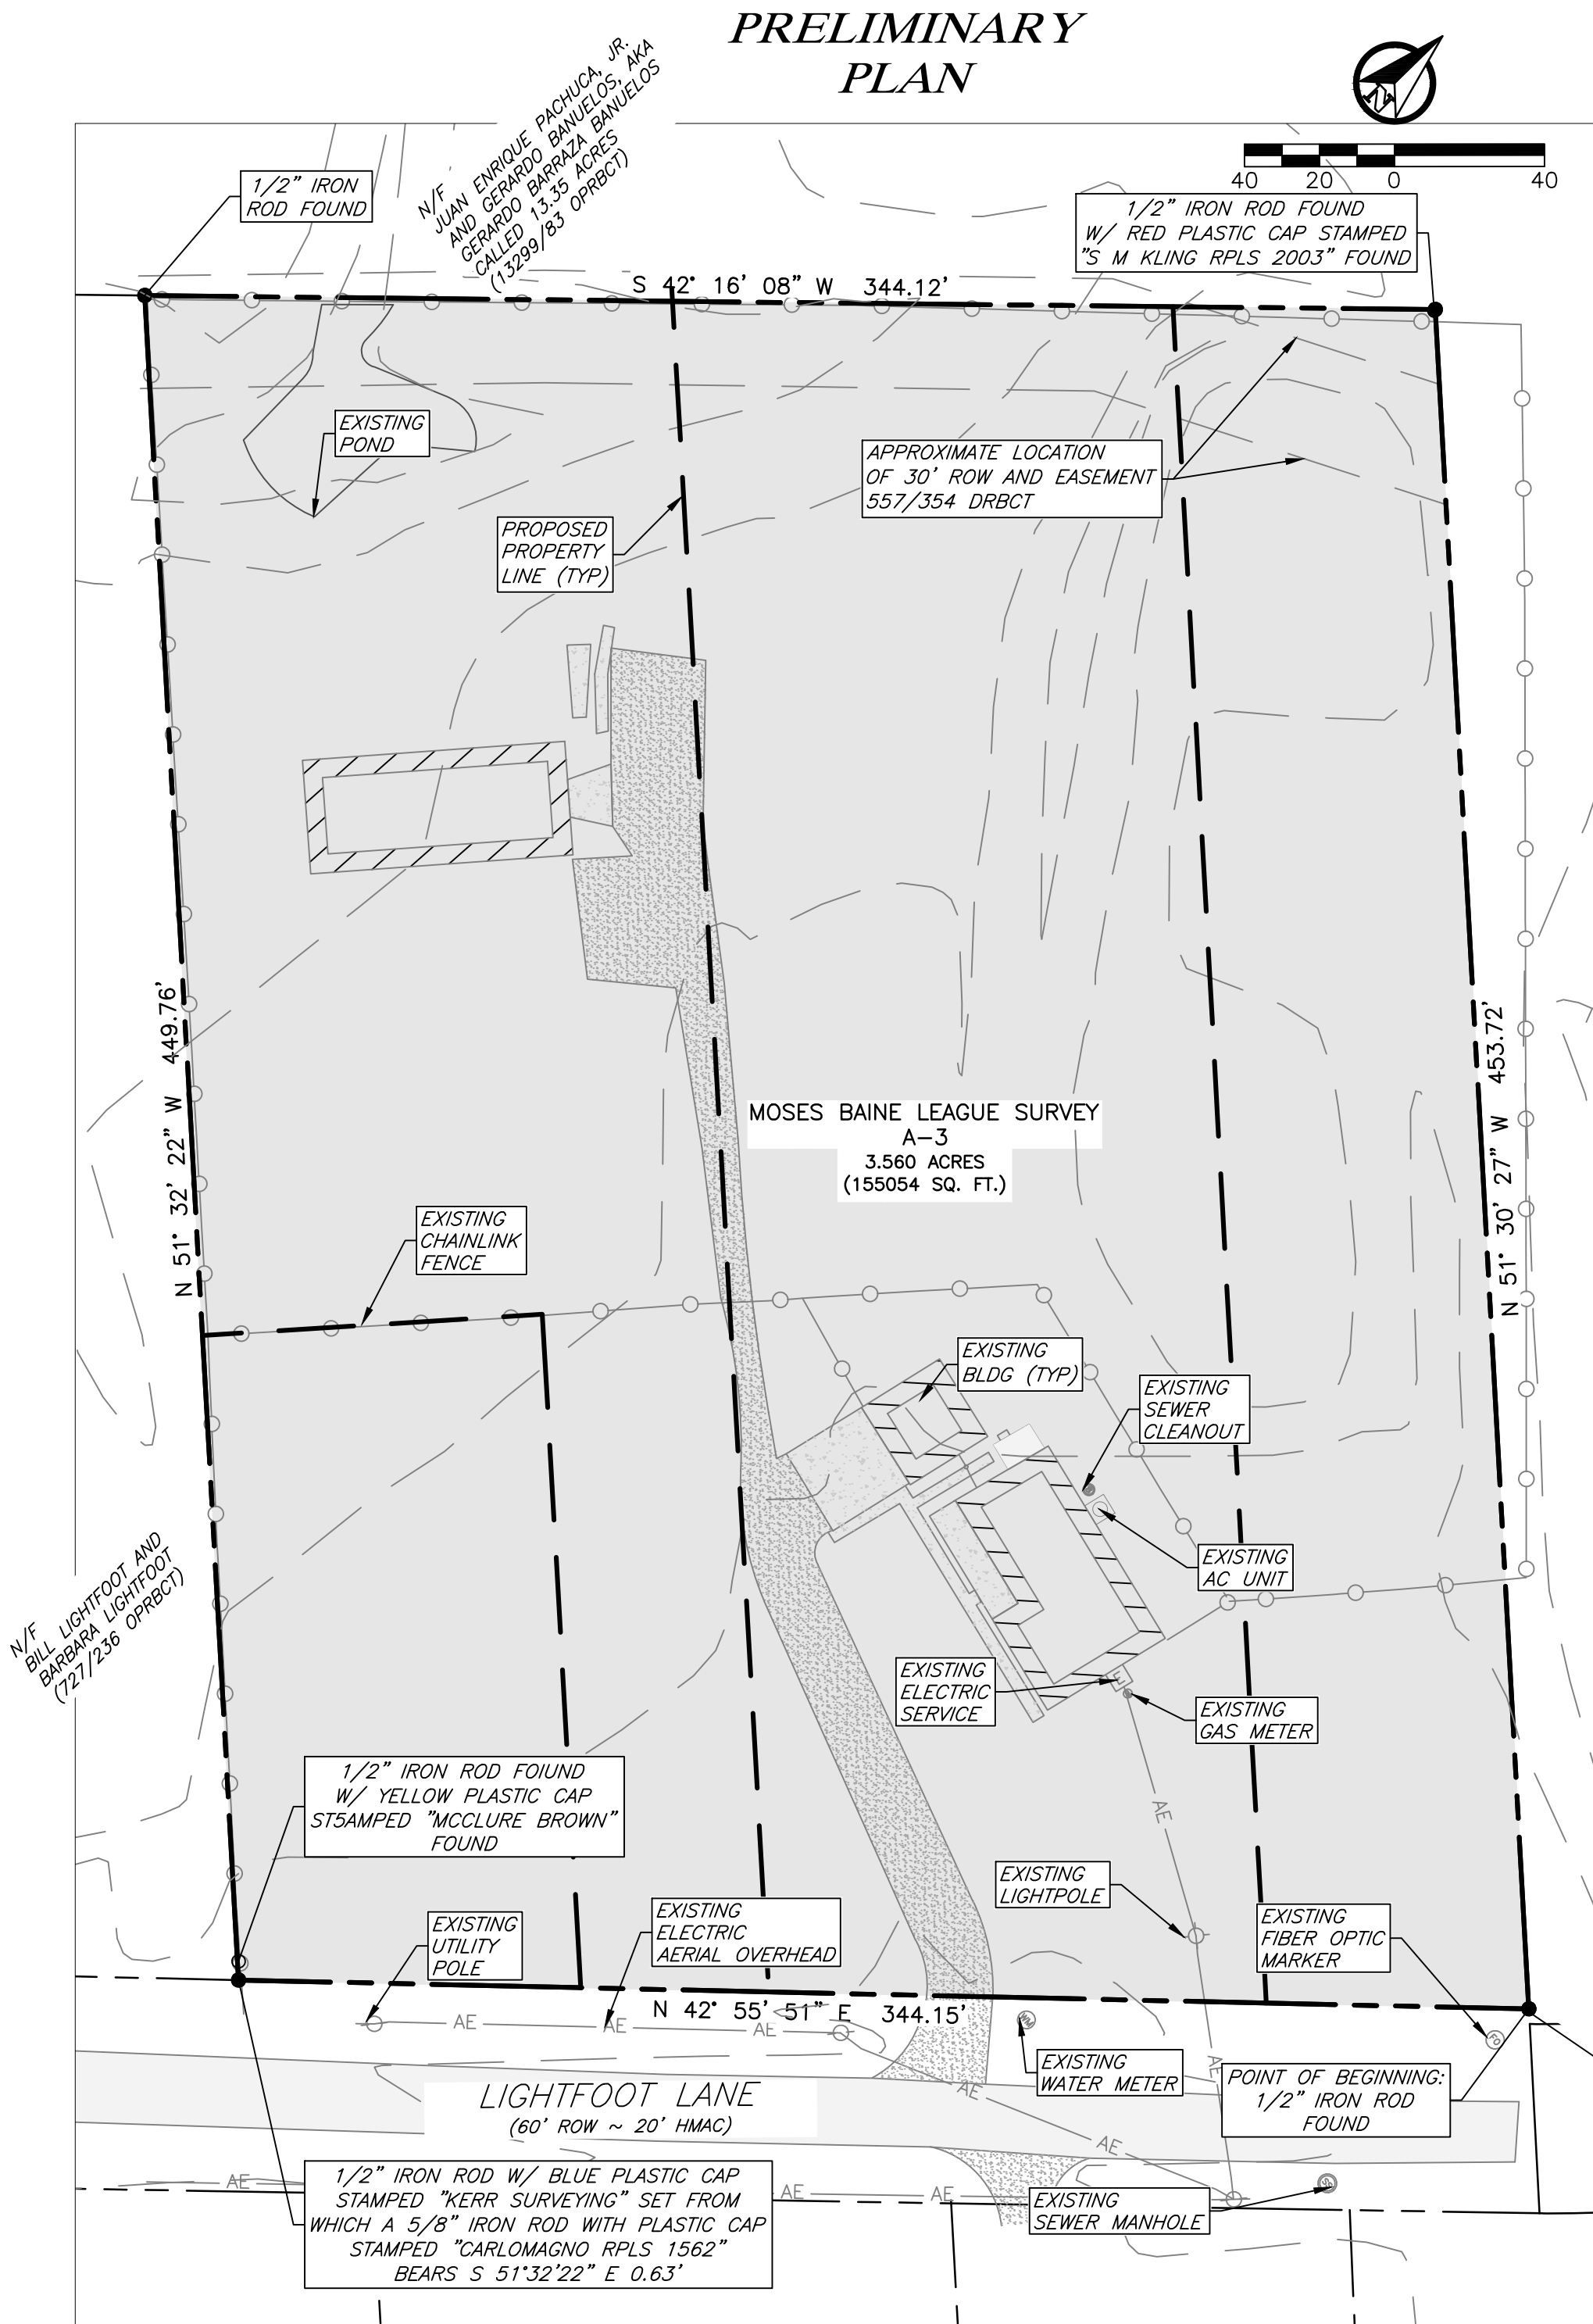 PRELIMINARY
PLAN
N
40 20 0 40
1/2" IRON
ROD FOUND
N/F
JUAN ENRIQUE PACHUCA, JR.
AND GERARDO BANUELOS, AKA
GERARDO BARRAZA BANUELOS
CALLED 13.35 ACRES
(13299/83 OPRBCT)
1/2" IRON ROD FOUND
W/ RED PLASTIC CAP STAMPED
"S M KLING RPLS 2003" FOUND
S 42° 16' 08" W 344.12'
EXISTING
POND
APPROXIMATE LOCATION
OF 30' ROW AND EASEMENT
557/354 DRBCT
PROPOSED
PROPERTY
LINE (TYP)
N 51° 32' 22" W 449.76'
N 51° 30' 27" W 453.72'
MOSES BAINE LEAGUE SURVEY
A-3
3.560 ACRES
(155054 SQ. FT.)
EXISTING
CHAINLINK
FENCE
EXISTING
BLDG (TYP)
EXISTING
SEWER
CLEANOUT
EXISTING
AC UNIT
N/F
BILL LIGHTFOOT AND
BARBARA LIGHTFOOT
(727/236 OPRBCT)
EXISTING
ELECTRIC
SERVICE
E
EXISTING
GAS METER
1/2" IRON ROD FOIUND
W/ YELLOW PLASTIC CAP
ST5AMPED "MCCLURE BROWN"
FOUND
AE
EXISTING
LIGHTPOLE
EXISTING
UTILITY
POLE
EXISTING
ELECTRIC
AERIAL OVERHEAD
EXISTING
FIBER OPTIC
MARKER
N 42° 55' 51" E 344.15'
AE AE AE
WM
FO
EXISTING
WATER METER
AE
AE
POINT OF BEGINNING:
1/2" IRON ROD
FOUND
LIGHTFOOT LANE
(60' ROW ~ 20' HMAC)
AE
AE AE AE
1/2" IRON ROD W/ BLUE PLASTIC CAP
STAMPED "KERR SURVEYING" SET FROM
WHICH A 5/8" IRON ROD WITH PLASTIC CAP
STAMPED "CARLOMAGNO RPLS 1562"
BEARS S 51°32'22" E 0.63'
EXISTING
SEWER MANHOLE